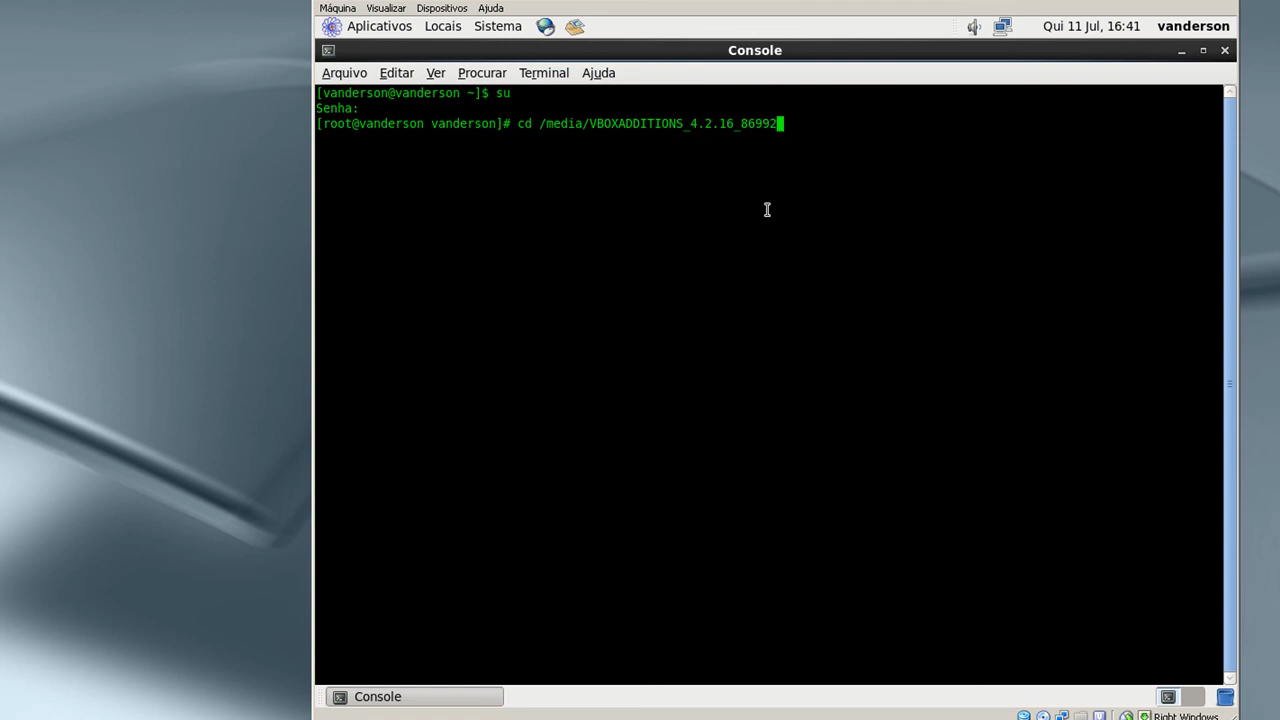 Máquina Visualizar Dispositivos Ajuda
Aplicativos Locais Sistema Qui 11 Jul, 16:41 vanderson
Console
Arquivo Editar Ver Procurar Terminal Ajuda
[vanderson@vanderson ~]$ su
Senha:
[root@vanderson vanderson]# cd /media/VBOXADDITIONS_4.2.16_86992
Console
Right Windows